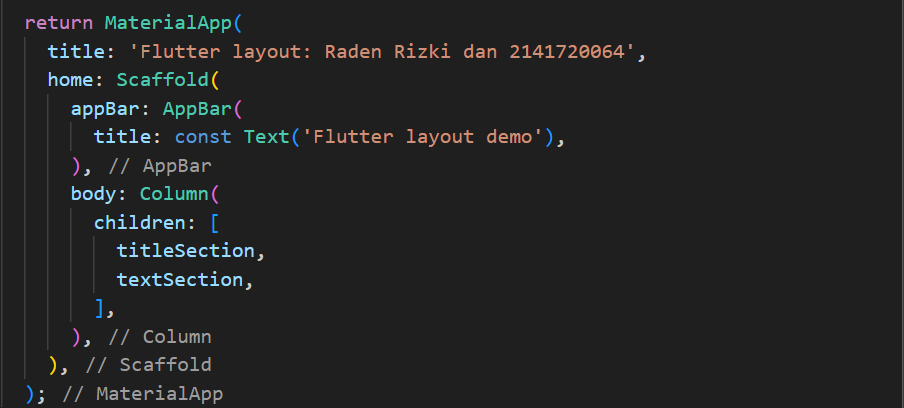 return MaterialApp(
  title: 'Flutter layout: Raden Rizki dan 2141720064',
  home: Scaffold(
    appBar: AppBar(
      title: const Text('Flutter layout demo'),
    ), // AppBar
    body: Column(
      children: [
        titleSection,
        textSection,
      ],
    ), // Column
  ), // Scaffold
); // MaterialApp